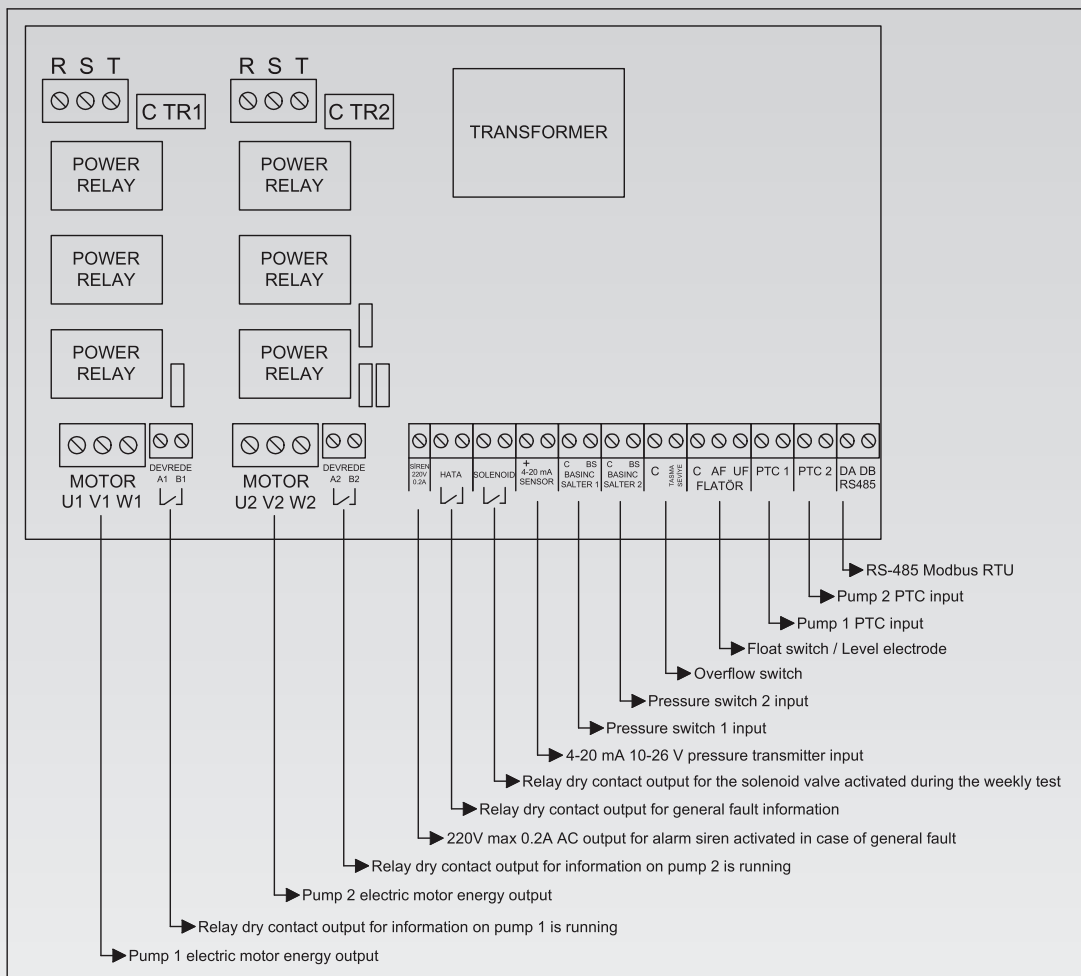 R S T
R S T
C TR1
C TR2
TRANSFORMER
POWER
RELAY
POWER
RELAY
POWER
RELAY
POWER
RELAY
POWER
RELAY
POWER
RELAY
MOTOR
U1 V1 W1
DEVREDE
A1 B1
MOTOR
U2 V2 W2
DEVREDE
A2 B2
SİREN
220V
0.2A
HATA
SOLENOID
+
4-20 mA
SENSOR
C BS
BASINC
SALTER 1
C BS
BASINC
SALTER 2
C
TASMA
SEVİYE
C AF UF
FLATÖR
PTC 1
PTC 2
DA DB
RS485
RS-485 Modbus RTU
Pump 2 PTC input
Pump 1 PTC input
Float switch / Level electrode
Overflow switch
Pressure switch 2 input
Pressure switch 1 input
4-20 mA 10-26 V pressure transmitter input
Relay dry contact output for the solenoid valve activated during the weekly test
Relay dry contact output for general fault information
220V max 0.2A AC output for alarm siren activated in case of general fault
Relay dry contact output for information on pump 2 is running
Pump 2 electric motor energy output
Relay dry contact output for information on pump 1 is running
Pump 1 electric motor energy output